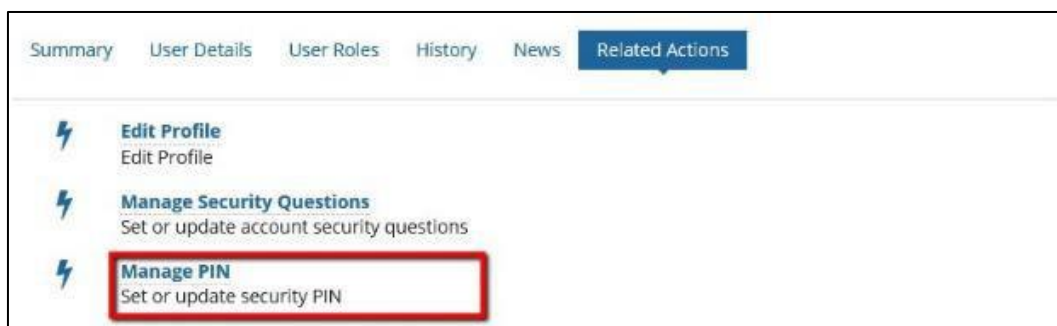 Summary User Details User Roles History News Related Actions
Edit Profile
Edit Profile
Manage Security Questions
Set or update account security questions
Manage PIN
Set or update security PIN